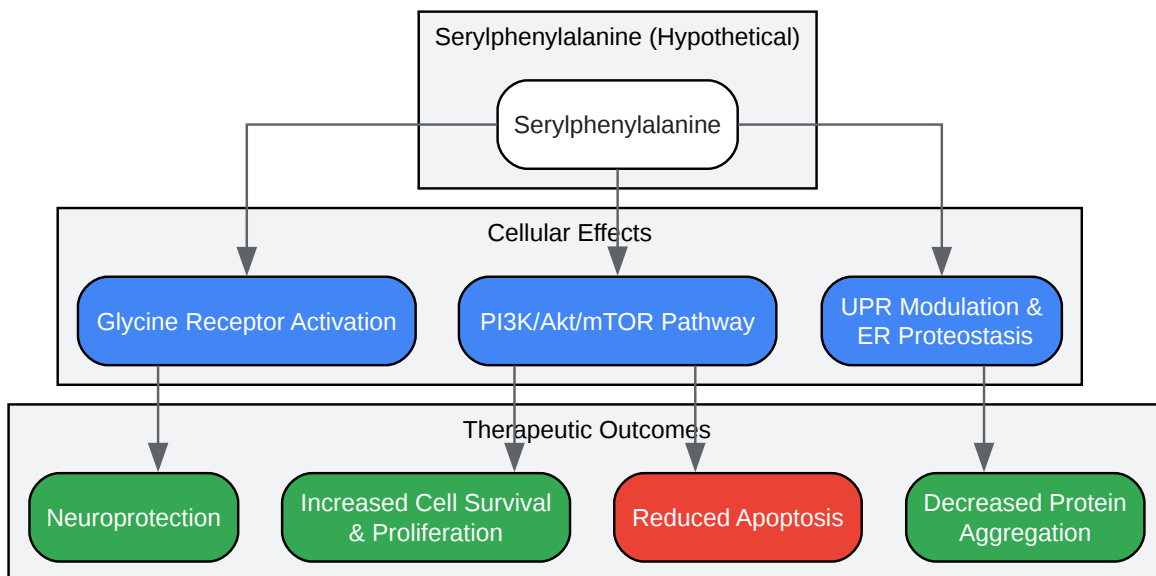 Serylphenylalanine (Hypothetical)
Serylphenylalanine
Cellular Effects
Glycine Receptor Activation
PI3K/Akt/mTOR Pathway
UPR Modulation &
ER Proteostasis
Therapeutic Outcomes
Neuroprotection
Increased Cell Survival
& Proliferation
Reduced Apoptosis
Decreased Protein
Aggregation